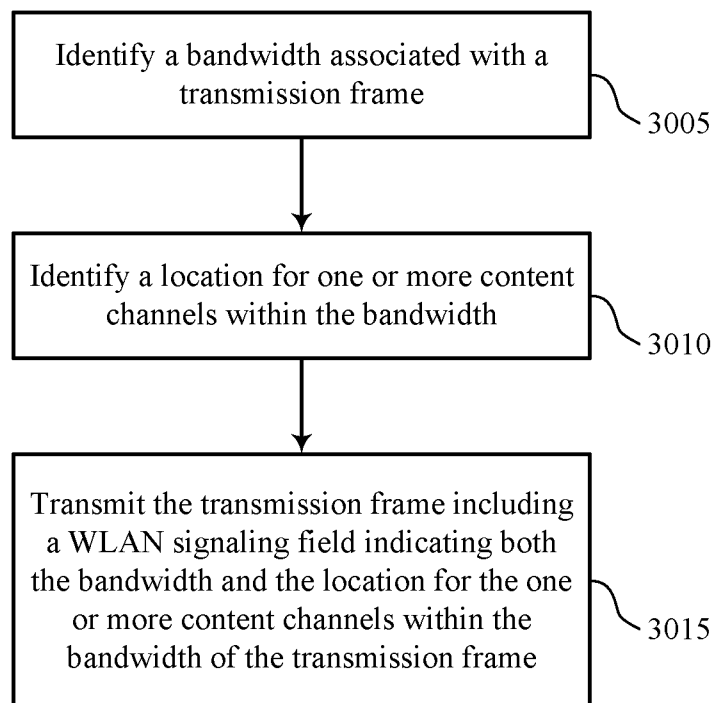 Identify a bandwidth associated with a
transmission frame
3005
Identify a location for one or more content
channels within the bandwidth
3010
Transmit the transmission frame including
a WLAN signaling field indicating both
the bandwidth and the location for the one
or more content channels within the
bandwidth of the transmission frame
3015